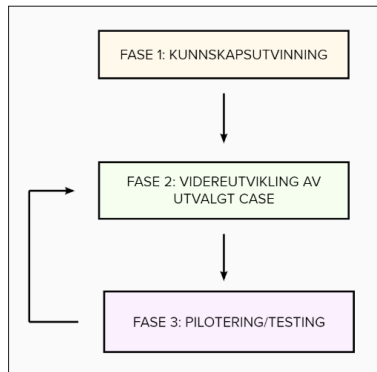 FASE 1: KUNNSKAPSUTVINNING
FASE 2: VIDEREUTVIKLING AV
UTVALGT CASE
FASE 3: PILOTERING/TESTING